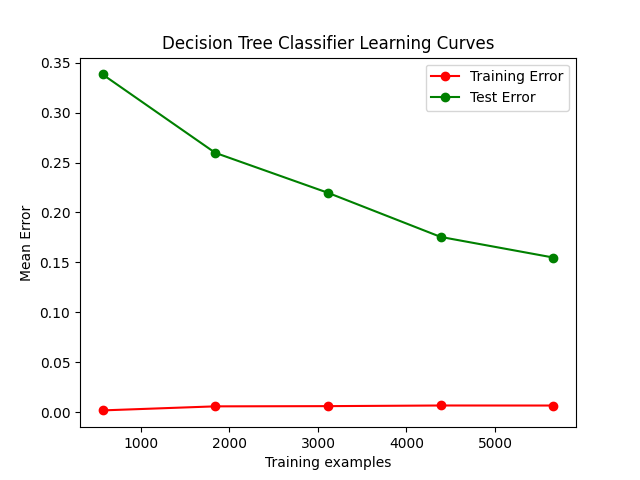 Decision Tree Classifier Learning Curves
Training Error
Test Error
Mean Error
0.35
0.30
0.25
0.20
0.15
0.10
0.05
0.00
1000 2000 3000 4000 5000
Training examples